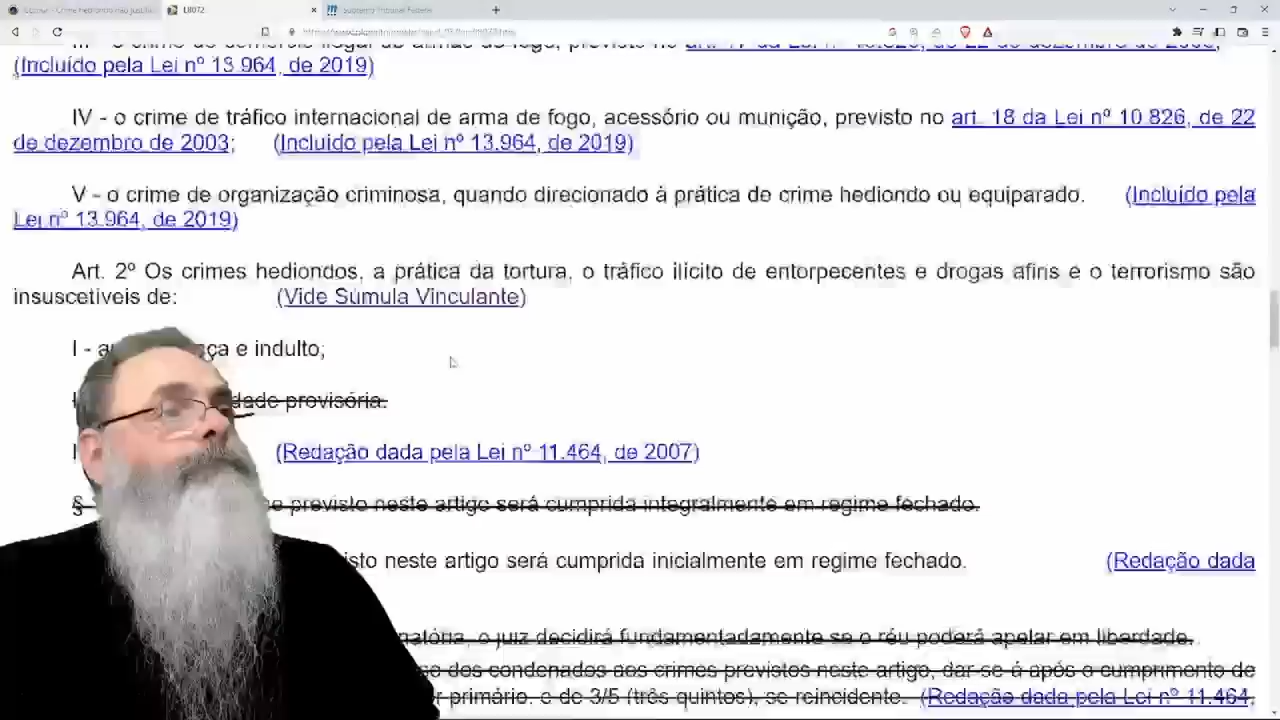 L8072
Supremo Tribunal Federal
(Incluído pela Lei nº 13.964, de 2019)
IV - o crime de tráfico internacional de arma de fogo, acessório ou munição, previsto no art. 18 da Lei nº 10.826, de 22
de dezembro de 2003; (Incluído pela Lei nº 13.964, de 2019)
V - o crime de organização criminosa, quando direcionado à prática de crime hediondo ou equiparado. (Incluído pela
Lei nº 13.964, de 2019)
Art. 2º Os crimes hediondos, a prática da tortura, o tráfico ilícito de entorpecentes e drogas afins e o terrorismo são
insuscetíveis de: (Vide Súmula Vinculante)
I - a ça e indulto;
dade provisória.
(Redação dada pela Lei nº 11.464, de 2007)
§ e previsto neste artigo será cumprida integralmente em regime fechado.
isto neste artigo será cumprida inicialmente em regime fechado. (Redação dada
natória, o juiz decidirá fundamentadamente se o réu poderá apelar em liberdade.
so dos condenados aos crimes previstos neste artigo, dar-se-á após o cumprimento de
r primário, e de 3/5 (três quintos), se reincidente. (Redação dada pela Lei nº 11.464,